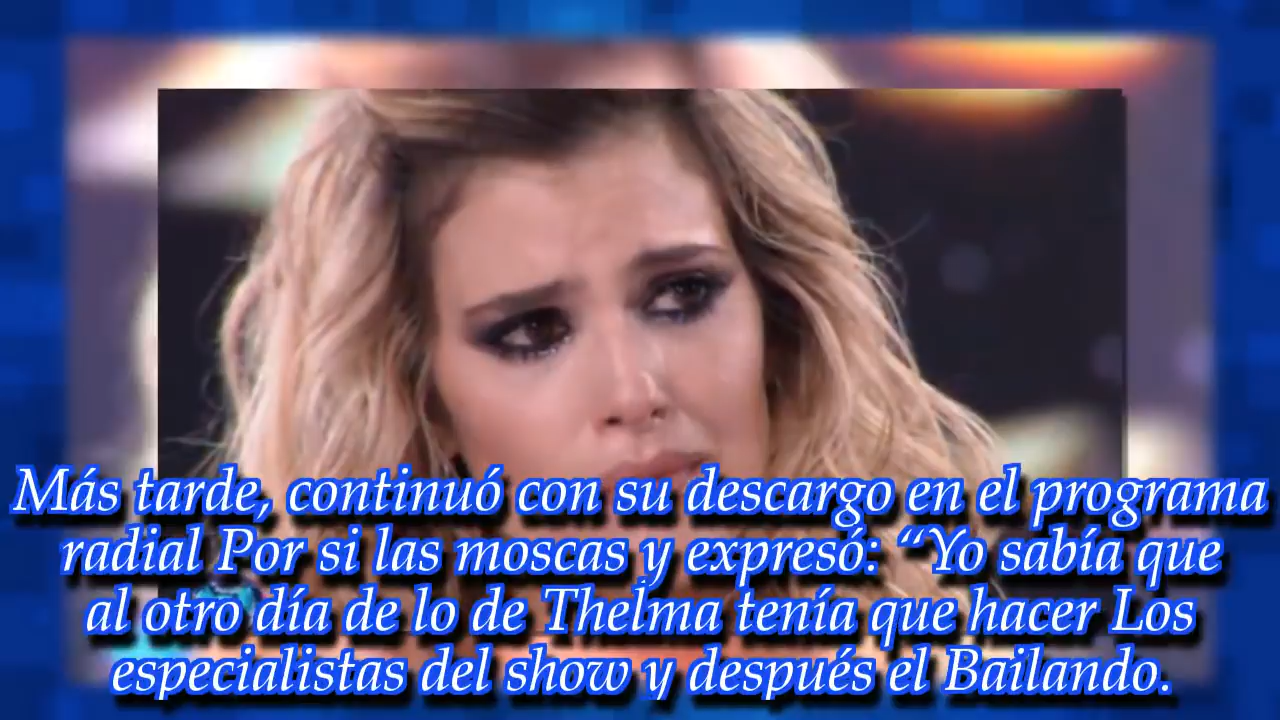 Más tarde, continuó con su descargo en el programa
radial Por si las moscas y expresó: “Yo sabía que
al otro día de lo de Thelma tenía que hacer Los
especialistas del show y después el Bailando.